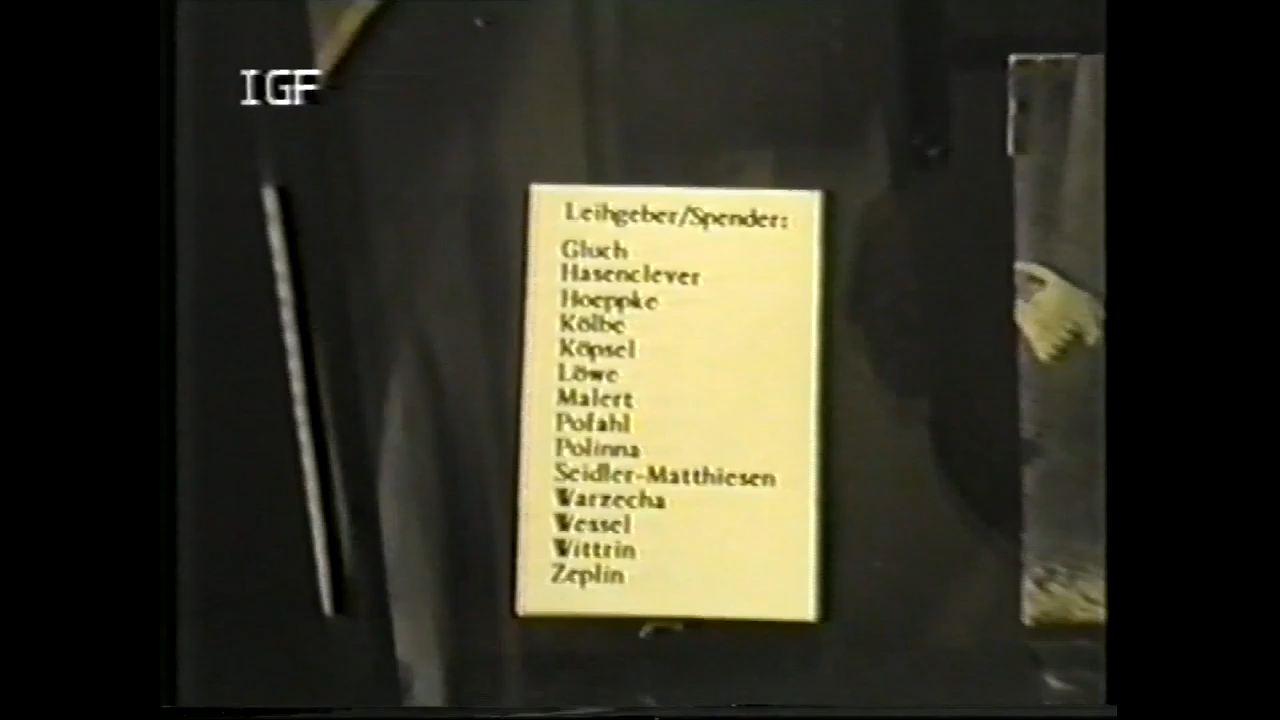 IGF
Leihgeber/Spender:
Gluch
Hasenclever
Hoeppke
Kölbe
Köpsel
Löwe
Malert
Pofahl
Polinna
Seidler-Matthiesen
Warzecha
Wessel
Wittrin
Zeplin